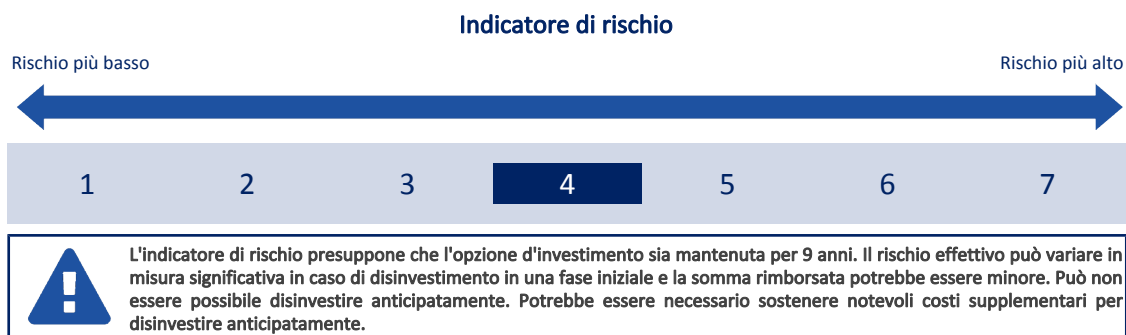 Indicatore di rischio
Rischio più basso
Rischio più alto
1 2 3 4 5 6 7
L'indicatore di rischio presuppone che l'opzione d'investimento sia mantenuta per 9 anni. Il rischio effettivo può variare in
misura significativa in caso di disinvestimento in una fase iniziale e la somma rimborsata potrebbe essere minore. Può non
essere possibile disinvestire anticipatamente. Potrebbe essere necessario sostenere notevoli costi supplementari per
disinvestire anticipatamente.